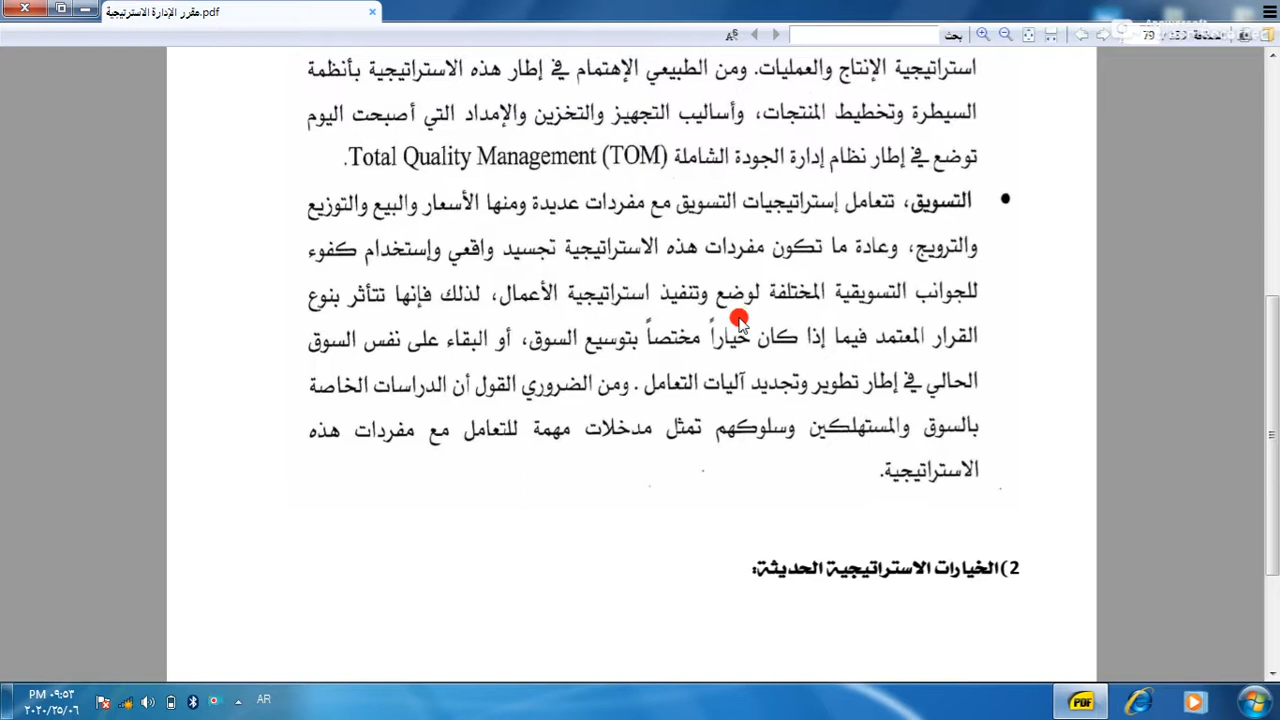 مقرر الإدارة الاسترتيجية.pdf
بحث
79
استراتيجية الإنتاج والعمليات. ومن الطبيعي الإهتمام في إطار هذه الاستراتيجية بأنظمة
السيطرة وتخطيط المنتجات، وأساليب التجهيز والتخزين والإمداد التي أصبحت اليوم
توضع في إطار نظام إدارة الجودة الشاملة Total Quality Management (TOM).
• التسويق، تتعامل إستراتيجيات التسويق مع مفردات عديدة ومنها الأسعار والبيع والتوزيع
والترويج، وعادة ما تكون مفردات هذه الاستراتيجية تجسيد واقعي وإستخدام كفوء
للجوانب التسويقية المختلفة لوضع وتنفيذ استراتيجية الأعمال، لذلك فإنها تتأثر بنوع
القرار المعتمد فيما إذا كان خياراً مختصاً بتوسيع السوق، أو البقاء على نفس السوق
الحالي في إطار تطوير وتجديد آليات التعامل. ومن الضروري القول أن الدراسات الخاصة
بالسوق والمستهلكين وسلوكهم تمثل مدخلات مهمة للتعامل مع مفردات هذه
الاستراتيجية.
2) الخيارات الاستراتيجية الحديثة:
AR
PDF
٠٩:٥٣ PM
٢٠٢٠/٢٥/٠٦